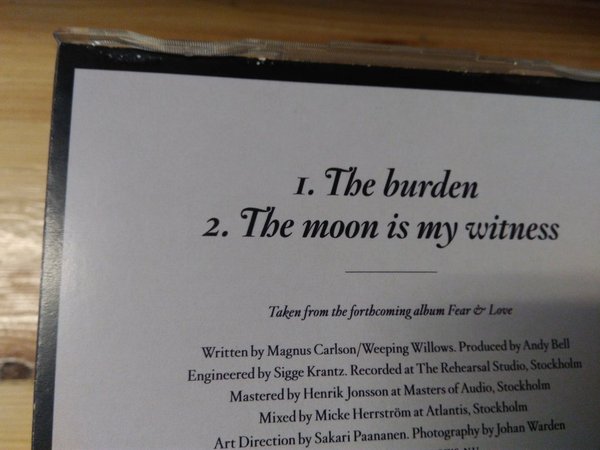 1. The burden
2. The moon is my witness
Taken from the forthcoming album Fear & Love
Written by Magnus Carlson/Weeping Willows. Produced by Andy Bell
Engineered by Sigge Krantz. Recorded at The Rehearsal Studio, Stockholm
Mastered by Henrik Jonsson at Masters of Audio, Stockholm
Mixed by Micke Herrström at Atlantis, Stockholm
Art Direction by Sakari Paananen. Photography by Johan Warden